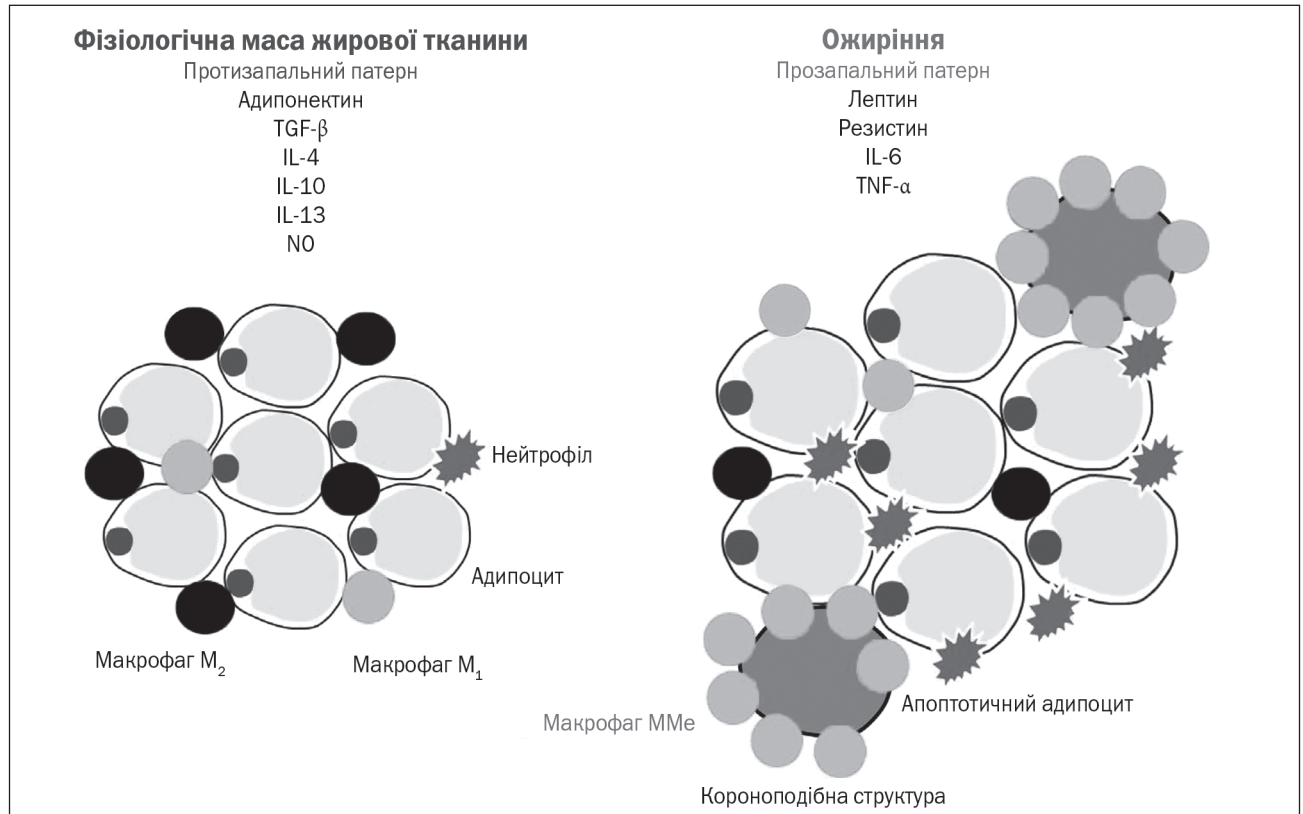 Фізіологічна маса жирової тканини
Протизапальний патерн
Адипонектин
TGF-β
IL-4
IL-10
IL-13
NO
Ожиріння
Прозапальний патерн
Лептин
Резистин
IL-6
TNF-α
Нейтрофіл
Адипоцит
Макрофаг M₂
Макрофаг M₁
Апоптотичний адипоцит
Макрофаг MMe
Короноподібна структура